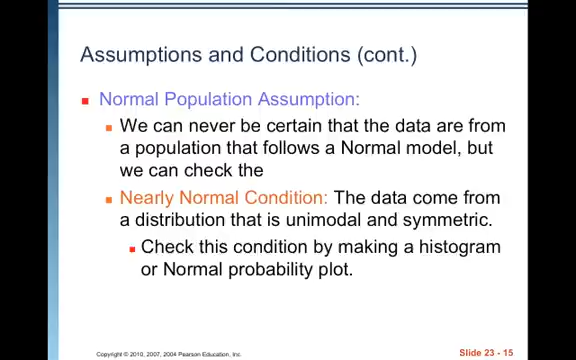 Assumptions and Conditions (cont.)
Normal Population Assumption:
We can never be certain that the data are from
a population that follows a Normal model, but
we can check the
Nearly Normal Condition: The data come from
a distribution that is unimodal and symmetric.
Check this condition by making a histogram
or Normal probability plot.
Copyright © 2010, 2007, 2004 Pearson Education, Inc.
Slide 23 - 15